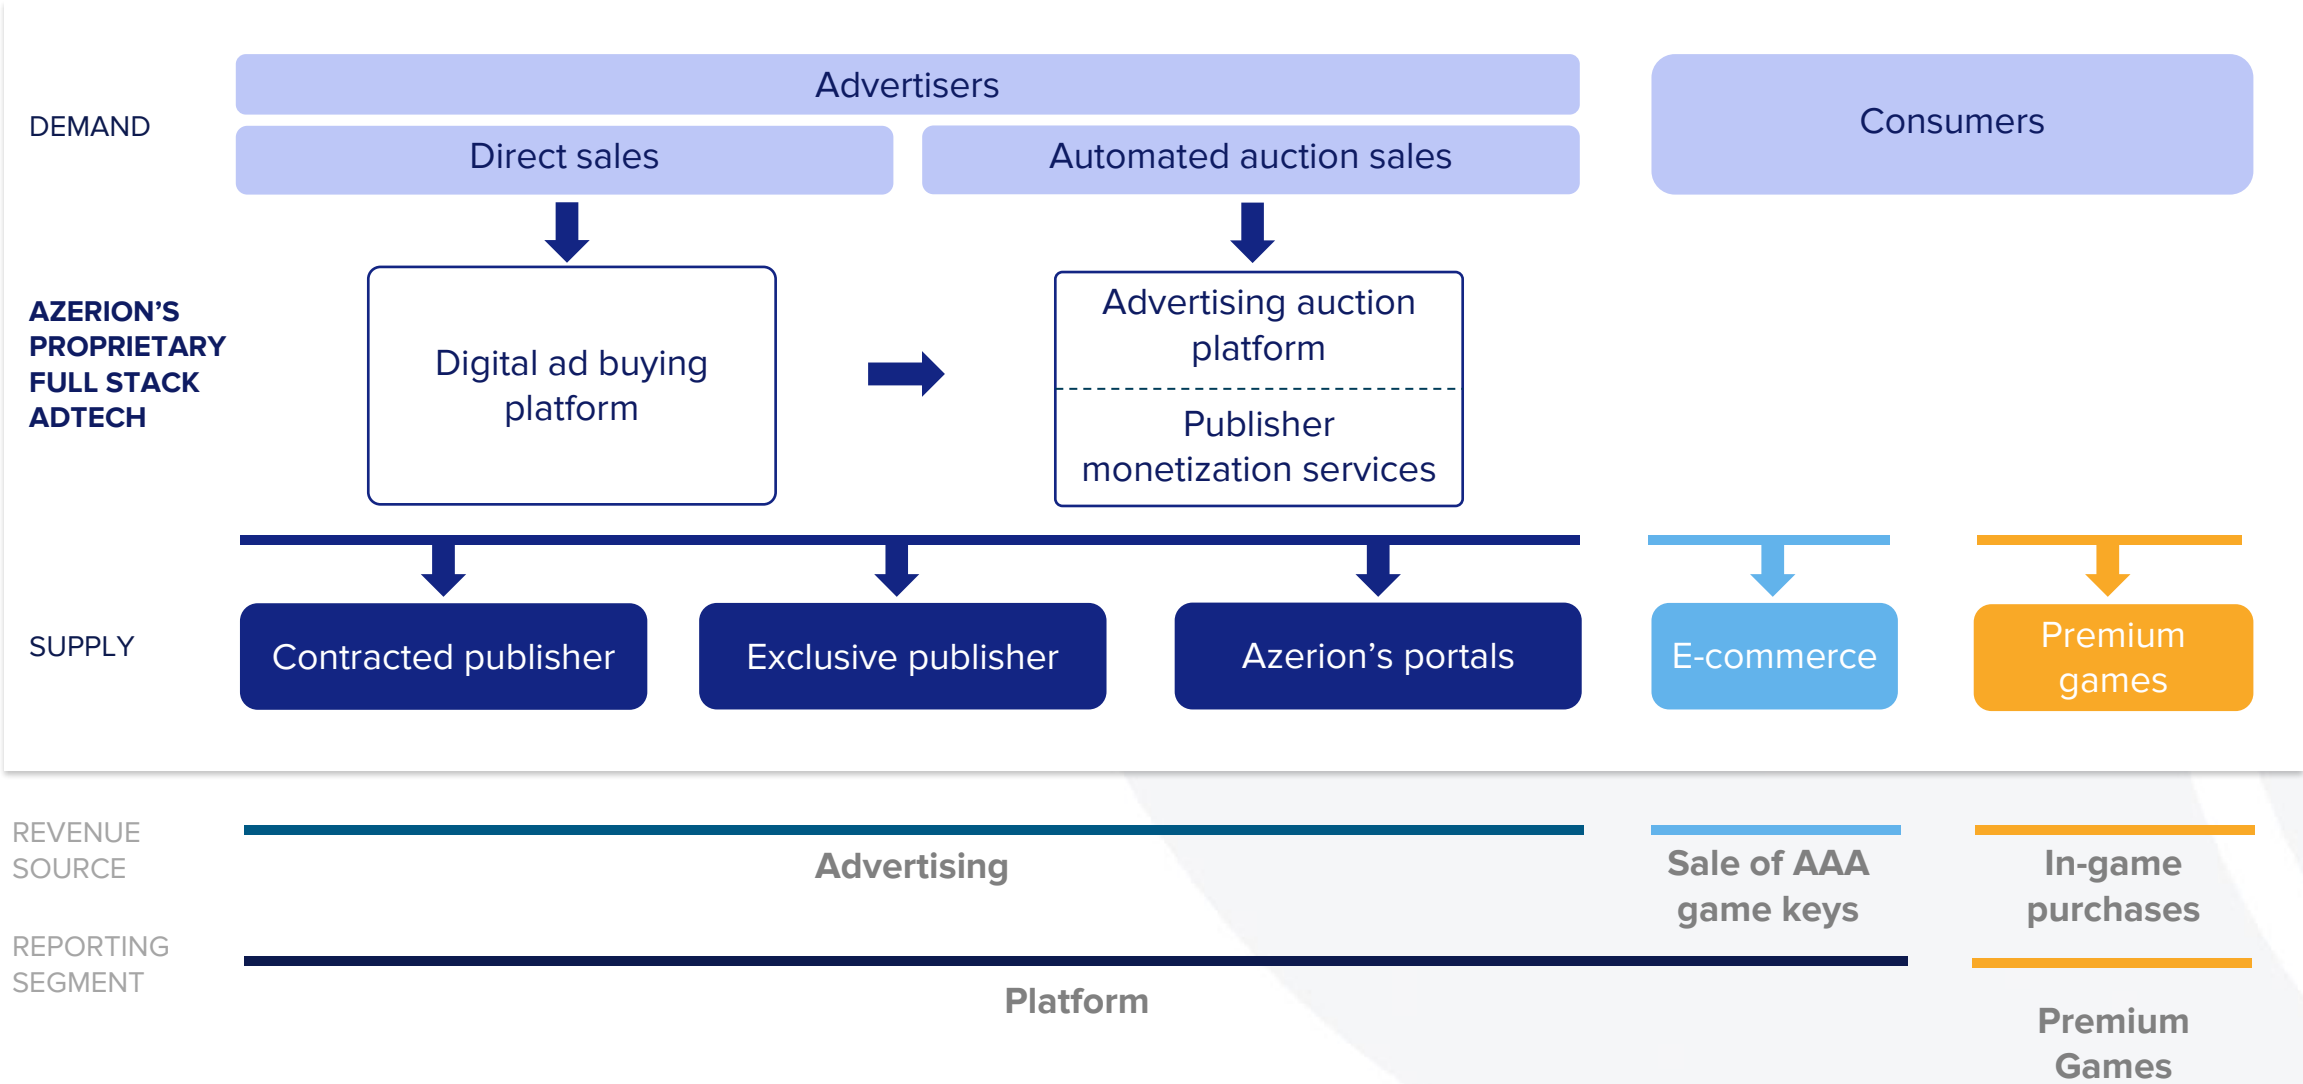 DEMAND
Advertisers
Direct sales
Automated auction sales
Consumers
AZERION’S
PROPRIETARY
FULL STACK
ADTECH
Digital ad buying
platform
Advertising auction
platform
Publisher
monetization services
SUPPLY
Contracted publisher
Exclusive publisher
Azerion’s portals
E-commerce
Premium
games
REVENUE
SOURCE
Advertising
Sale of AAA
game keys
In-game
purchases
REPORTING
SEGMENT
Platform
Premium
Games